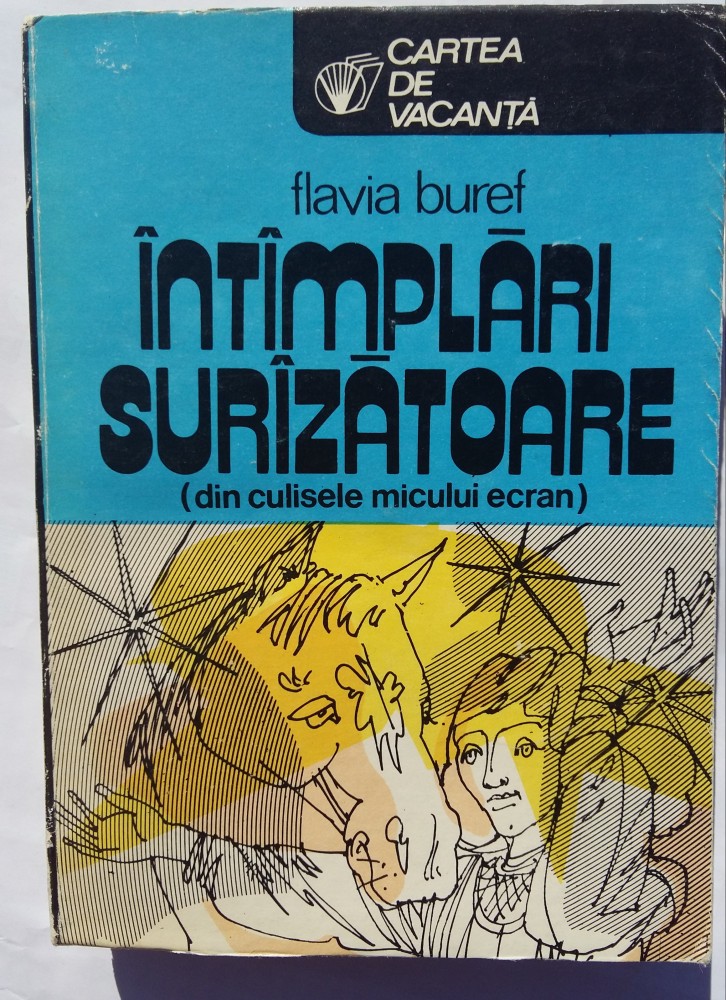 CARTEA
DE
VACANȚĂ
flavia buref
ÎNTÎMPLĂRI
SURÎZĂTOARE
(din culisele micului ecran)